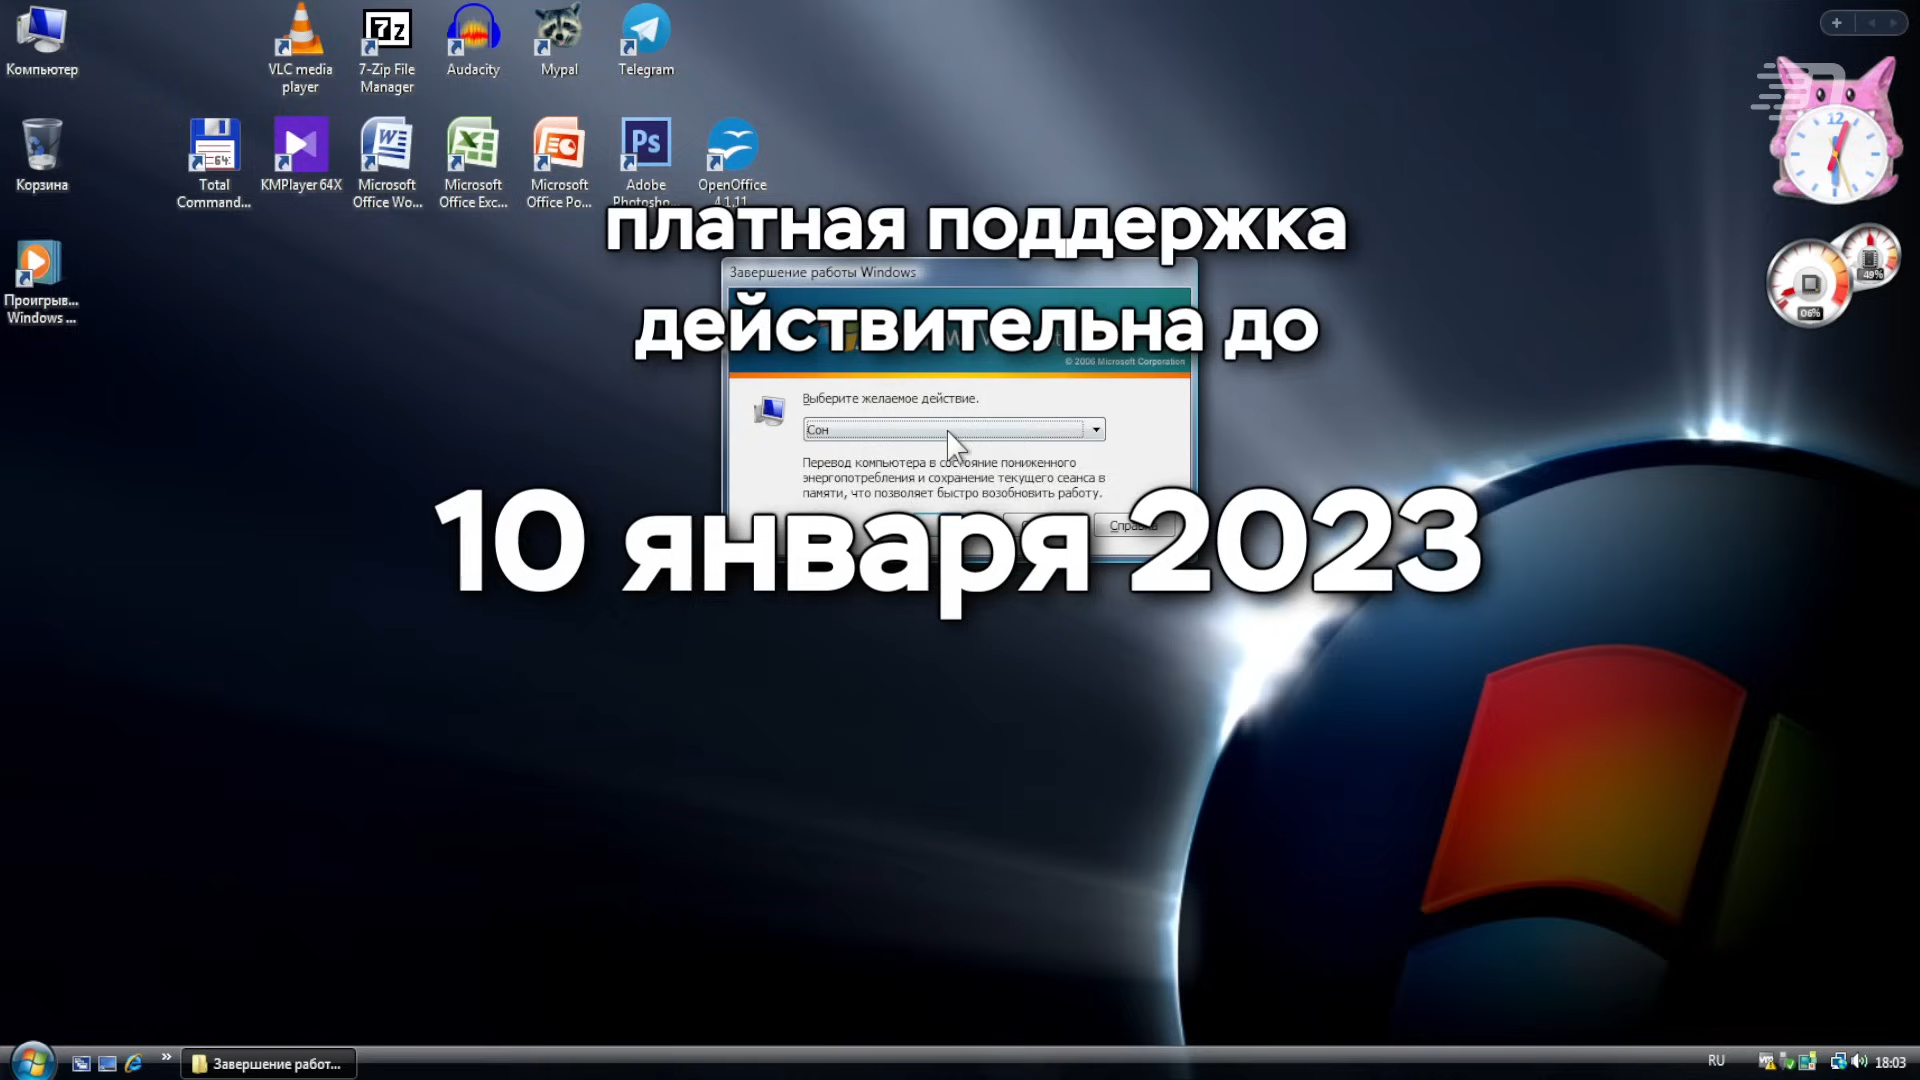 Компьютер
VLC media
player
7-Zip File
Manager
Audacity
Mypal
Telegram
Корзина
Total
Command...
KMPlayer 64X
Microsoft
Office Wo...
Microsoft
Office Exc...
Microsoft
Office Po...
Adobe
Photosho...
OpenOffice
4.1.11
Проигрыв...
Windows ...
12
49%
06%
платная поддержка
действительна до
10 января 2023
Завершение работы Windows
© 2006 Microsoft Corporation
Выберите желаемое действие.
Сон
Перевод компьютера в состояние пониженного
энергопотребления и сохранение текущего сеанса в
памяти, что позволяет быстро возобновить работу.
Справка
Завершение работ...
RU
18:03